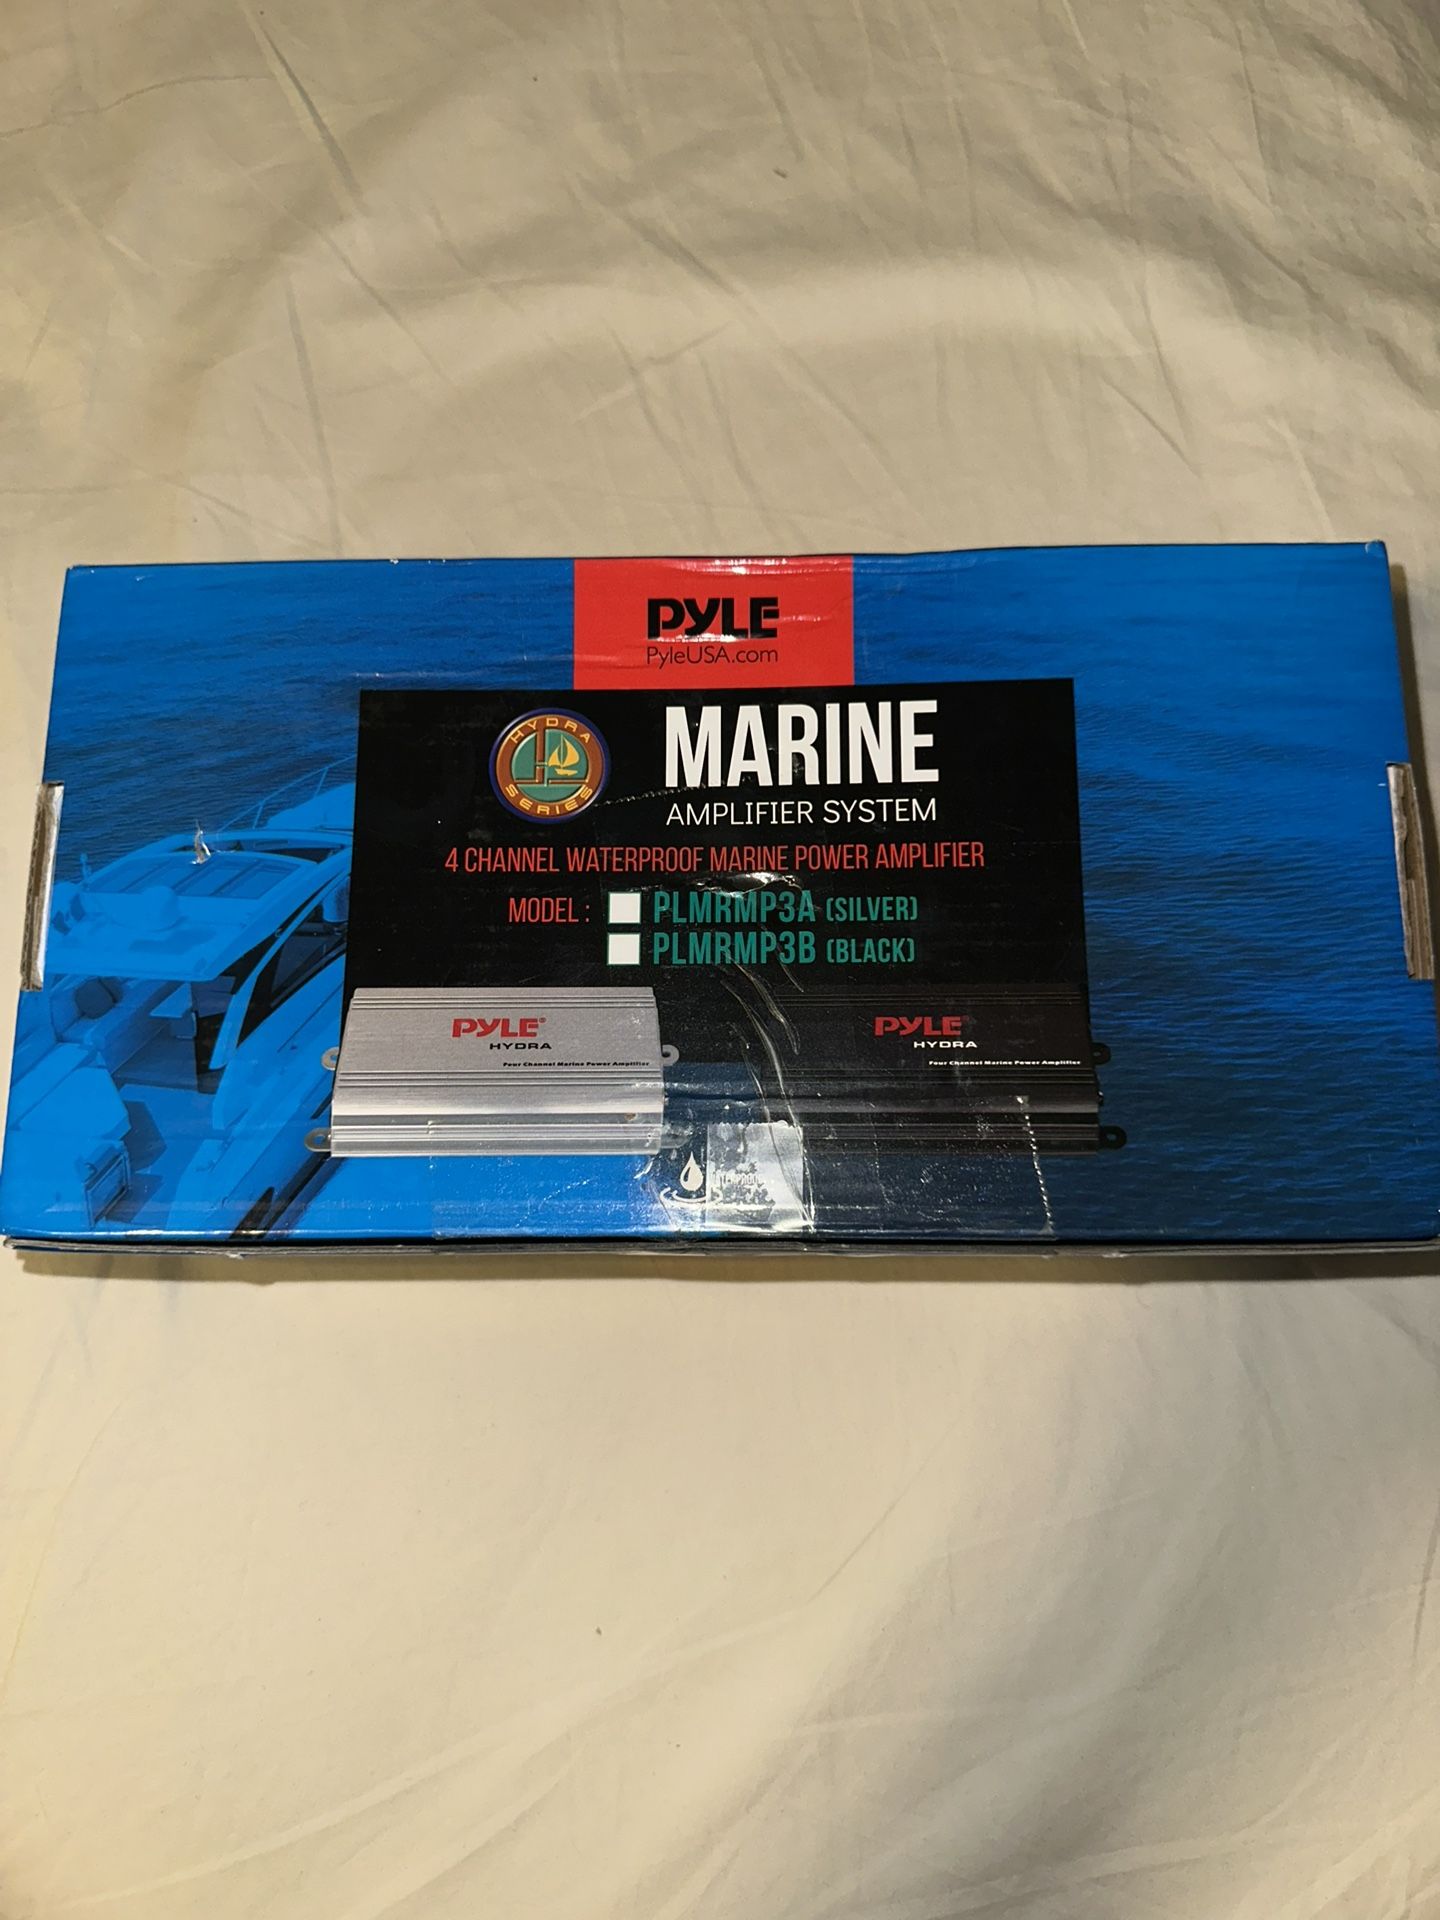 PYLE
PyleUSA.com
HYDRA
SERIES
MARINE
AMPLIFIER SYSTEM
4 CHANNEL WATERPROOF MARINE POWER AMPLIFIER
MODEL : PLMRMP3A (SILVER)
PLMRMP3B (BLACK)
PYLE®
HYDRA
Four Channel Marine Power Amplifier
PYLE
HYDRA
Four Channel Marine Power Amplifier